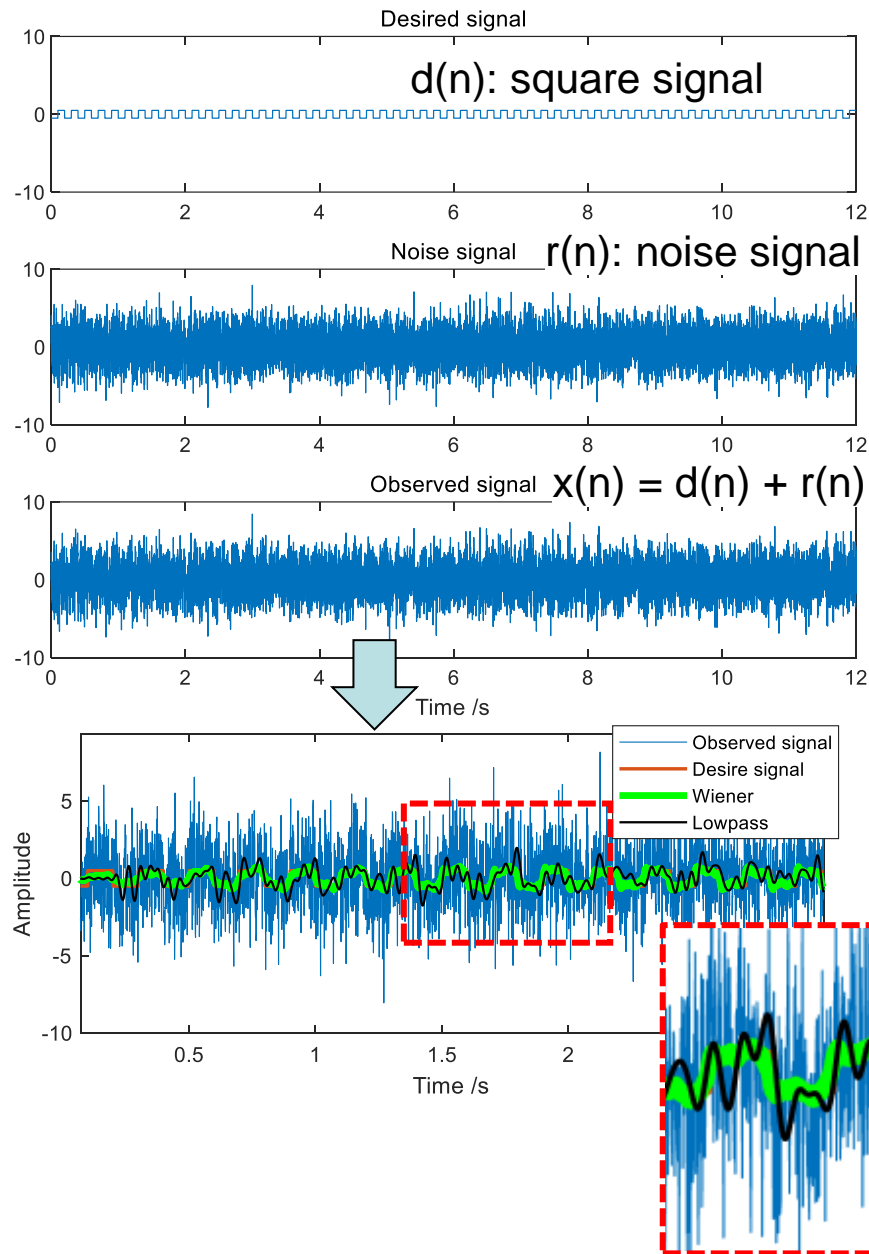 Desired signal
10
d(n): square signal
0
-10
0 2 4 6 8 10 12
Noise signal
r(n): noise signal
10
0
-10
0 2 4 6 8 10 12
Observed signal
x(n) = d(n) + r(n)
10
0
-10
0 2 4 6 8 10 12
Time /s
Observed signal
Desire signal
Wiener
Lowpass
Amplitude
5
0
-5
-10
0.5 1 1.5 2
Time /s